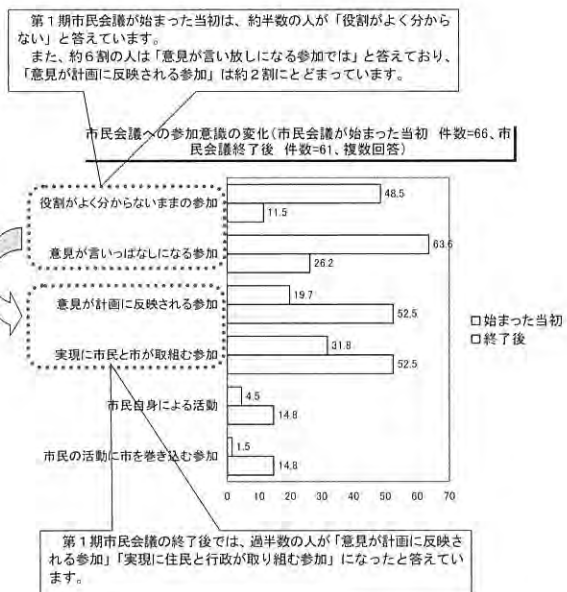 第１期市民会議が始まった当初は、約半数の人が「役割がよく分から
ない」と答えています。
また、約６割の人は「意見が言い放しになる参加では」と答えており、
「意見が計画に反映される参加」は約２割にとどまっています。
市民会議への参加意識の変化(市民会議が始まった当初　件数=66、市
民会議終了後　件数=61、複数回答)
役割がよく分からないままの参加
48.5
11.5
意見が言いっぱなしになる参加
63.6
26.2
意見が計画に反映される参加
19.7
52.5
実現に市民と市が取組む参加
31.8
52.5
市民自身による活動
4.5
14.8
市民の活動に市を巻き込む参加
1.5
14.8
0 10 20 30 40 50 60 70
□始まった当初
□終了後
第１期市民会議の終了後では、過半数の人が「意見が計画に反映さ
れる参加」「実現に住民と行政が取り組む参加」になったと答えてい
ます。